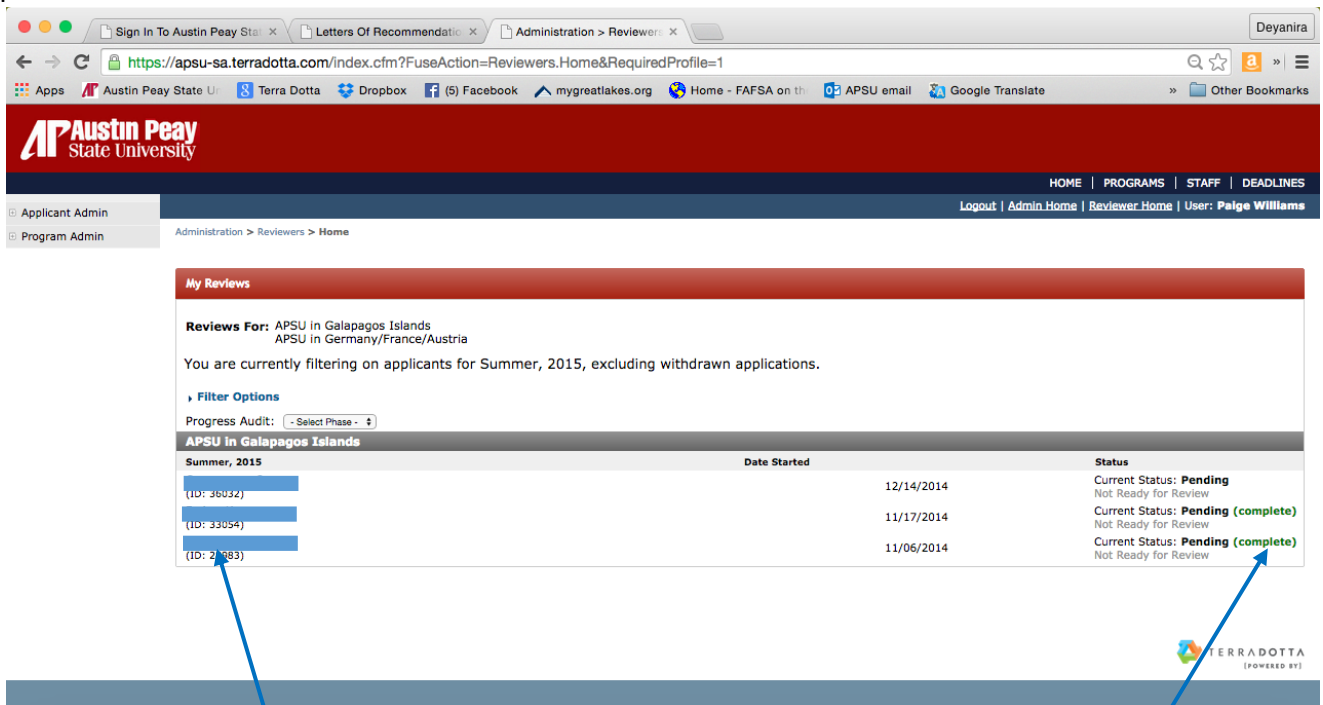 Sign In To Austin Peay Stat
Letters Of Recommendatio
Administration > Reviewers
Deyanira
https://apsu-sa.terradotta.com/index.cfm?FuseAction=Reviewers.Home&RequiredProfile=1
Apps Austin Peay State Un Terra Dotta Dropbox (5) Facebook mygreatlakes.org Home - FAFSA on th APSU email Google Translate » Other Bookmarks
AP Austin Peay
State University
HOME | PROGRAMS | STAFF | DEADLINES
Logout | Admin Home | Reviewer Home | User: Paige Williams
Applicant Admin
Program Admin
Administration > Reviewers > Home
My Reviews
Reviews For: APSU in Galapagos Islands
APSU in Germany/France/Austria
You are currently filtering on applicants for Summer, 2015, excluding withdrawn applications.
Filter Options
Progress Audit: - Select Phase -
APSU in Galapagos Islands
Summer, 2015 Date Started Status
(ID: 36032) 12/14/2014 Current Status: Pending
Not Ready for Review
(ID: 33054) 11/17/2014 Current Status: Pending (complete)
Not Ready for Review
(ID: 11/06/2014 Current Status: Pending (complete)
Not Ready for Review
TERRADOTTA
[POWERED BY]